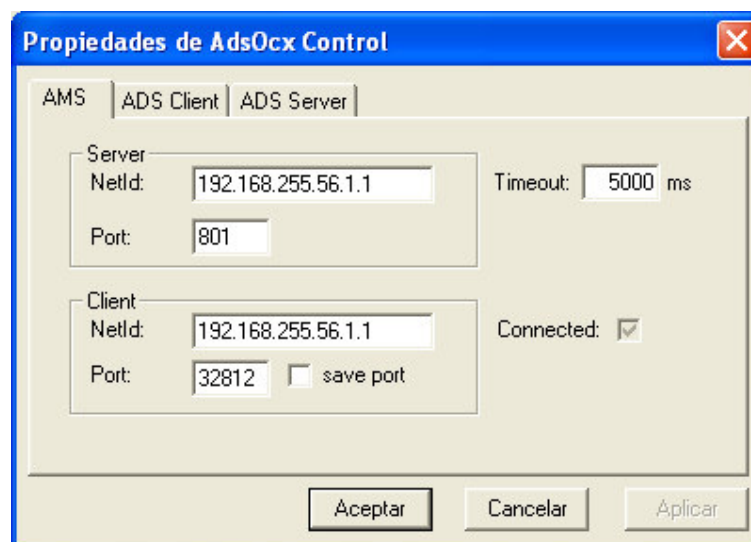 Propiedades de AdsOcx Control
AMS ADS Client ADS Server
Server
NetId: 192.168.255.56.1.1 Timeout: 5000 ms
Port: 801
Client
NetId: 192.168.255.56.1.1 Connected:
Port: 32812 save port
Aceptar Cancelar Aplicar